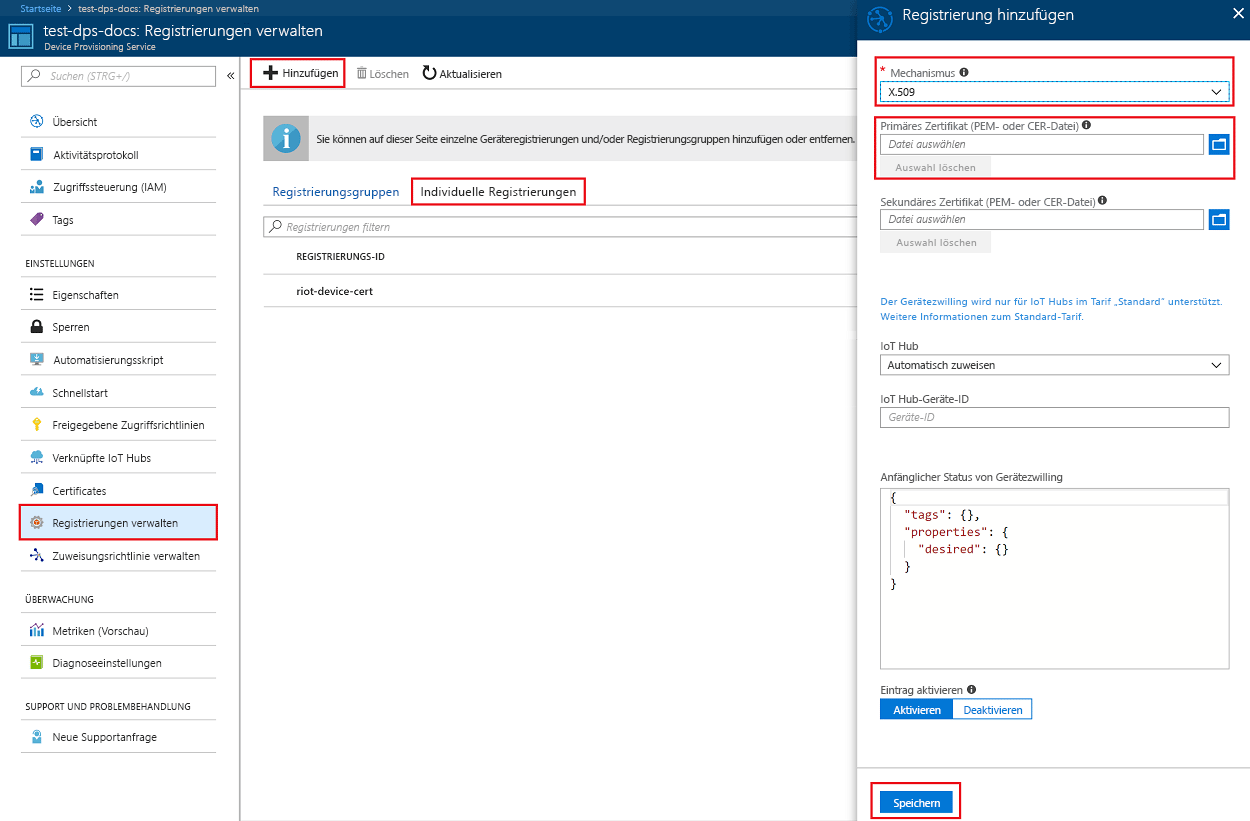 Startseite > test-dps-docs: Registrierungen verwalten
test-dps-docs: Registrierungen verwalten
Device Provisioning Service
Suchen (STRG+/)
«
Übersicht
Aktivitätsprotokoll
Zugriffssteuerung (IAM)
Tags
EINSTELLUNGEN
Eigenschaften
Sperren
Automatisierungsskript
Schnellstart
Freigegebene Zugriffsrichtlinien
Verknüpfte IoT Hubs
Certificates
Registrierungen verwalten
Zuweisungsrichtlinie verwalten
ÜBERWACHUNG
Metriken (Vorschau)
Diagnoseeinstellungen
SUPPORT UND PROBLEMBEHANDLUNG
Neue Supportanfrage
Hinzufügen
Löschen
Aktualisieren
Sie können auf dieser Seite einzelne Geräteregistrierungen und/oder Registrierungsgruppen hinzufügen oder entfernen.
Registrierungsgruppen
Individuelle Registrierungen
Registrierungen filtern
REGISTRIERUNGS-ID
riot-device-cert
Registrierung hinzufügen
* Mechanismus
X.509
Primäres Zertifikat (PEM- oder CER-Datei)
Datei auswählen
Auswahl löschen
Sekundäres Zertifikat (PEM- oder CER-Datei)
Datei auswählen
Auswahl löschen
Der Gerätezwilling wird nur für IoT Hubs im Tarif „Standard“ unterstützt.
Weitere Informationen zum Standard-Tarif.
IoT Hub
Automatisch zuweisen
IoT Hub-Geräte-ID
Geräte-ID
Anfänglicher Status von Gerätezwilling
{
"tags": {},
"properties": {
"desired": {}
}
}
Eintrag aktivieren
Aktivieren
Deaktivieren
Speichern